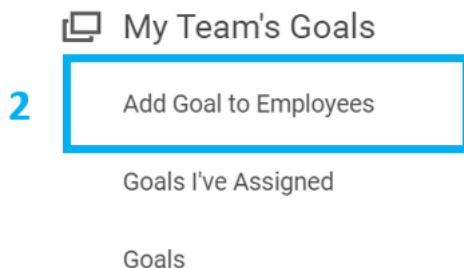 My Team's Goals
2
Add Goal to Employees
Goals I've Assigned
Goals